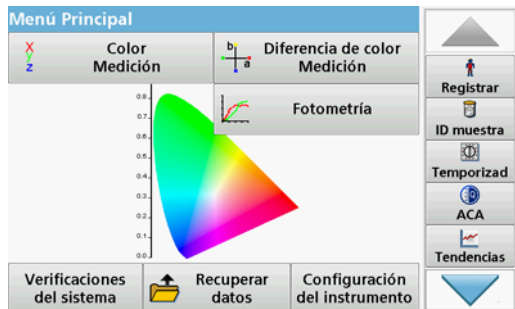 Menú Principal
X
y
z
Color
Medición
b
a
Diferencia de color
Medición
Fotometría
0.8
0.7
0.6
0.5
0.4
0.3
0.2
0.1
0.0
Verificaciones
del sistema
Recuperar
datos
Configuración
del instrumento
Registrar
ID muestra
Temporizad
ACA
Tendencias